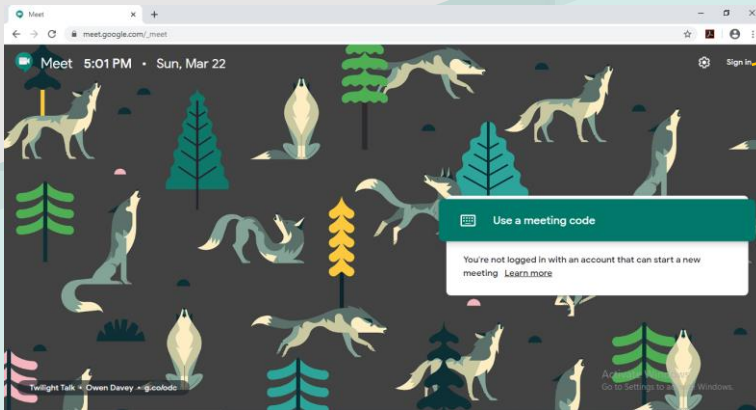 Meet
meet.google.com/_meet
Meet 5:01 PM • Sun, Mar 22
Sign in
Use a meeting code
You're not logged in with an account that can start a new
meeting Learn more
Twilight Talk • Owen Davey • g.co/odc
Go to Settings to Windows.